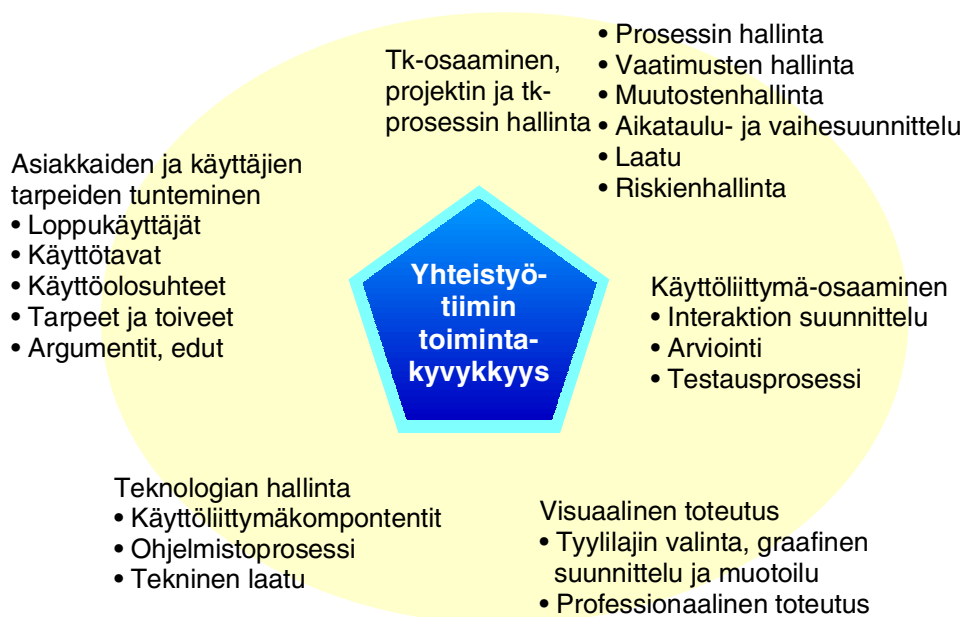 Tk-osaaminen,
projektin ja tk-
prosessin hallinta
• Prosessin hallinta
• Vaatimusten hallinta
• Muutostenhallinta
• Aikataulu- ja vaihesuunnittelu
• Laatu
• Riskienhallinta
Asiakkaiden ja käyttäjien
tarpeiden tunteminen
• Loppukäyttäjät
• Käyttötavat
• Käyttöolosuhteet
• Tarpeet ja toiveet
• Argumentit, edut
Yhteistyö-
tiimin
toiminta-
kyvykkyys
Käyttöliittymä-osaaminen
• Interaktion suunnittelu
• Arviointi
• Testausprosessi
Teknologian hallinta
• Käyttöliittymäkompontentit
• Ohjelmistoprosessi
• Tekninen laatu
Visuaalinen toteutus
• Tyylilajin valinta, graafinen
suunnittelu ja muotoilu
• Professionaalinen toteutus